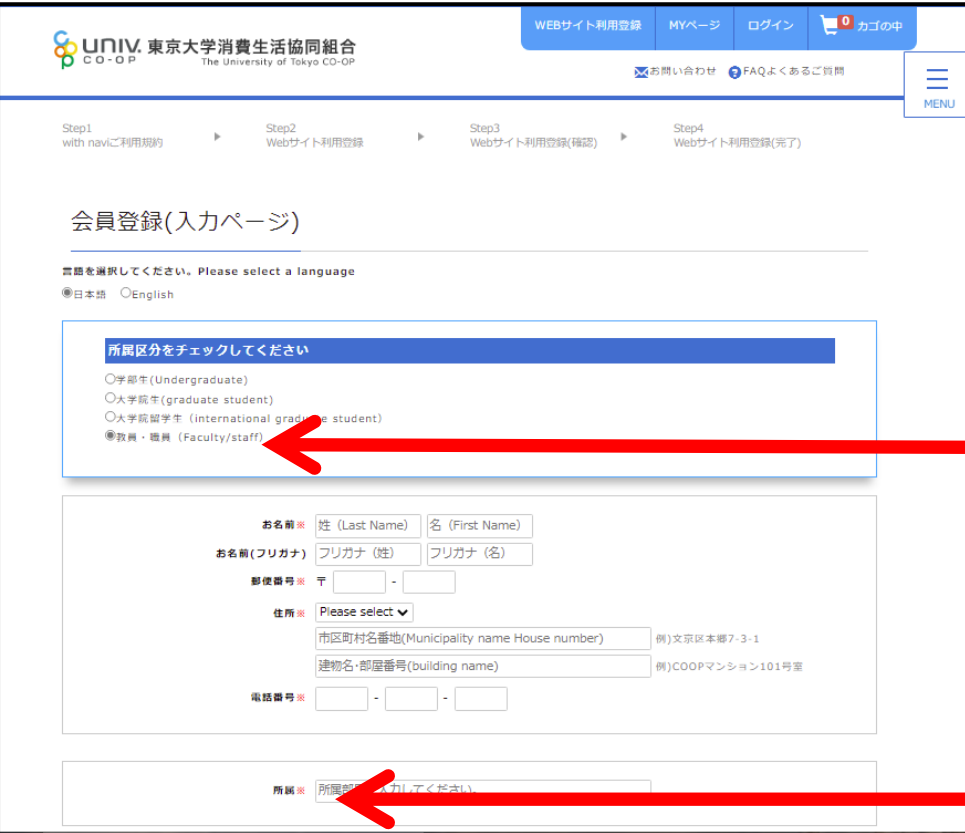 WEBサイト利用登録 MYページ ログイン 0 カゴの中
UNIV. CO-OP 東京大学消費生活協同組合
The University of Tokyo CO-OP
お問い合わせ ? FAQよくあるご質問
MENU
Step1 Step2 Step3 Step4
with naviご利用規約 ▶ Webサイト利用登録 ▶ Webサイト利用登録(確認) ▶ Webサイト利用登録(完了)
会員登録(入力ページ)
言語を選択してください。Please select a language
日本語 English
所属区分をチェックしてください
学部生(Undergraduate)
大学院生(graduate student)
大学院留学生（international graduate student）
教員・職員（Faculty/staff）
お名前※ 姓（Last Name） 名（First Name）
お名前(フリガナ) フリガナ（姓） フリガナ（名）
郵便番号※ 〒 -
住所※ Please select
市区町村名番地(Municipality name House number) 例)文京区本郷7-3-1
建物名・部屋番号(building name) 例)COOPマンション101号室
電話番号※ - -
所属※ 所属部 入力してください。